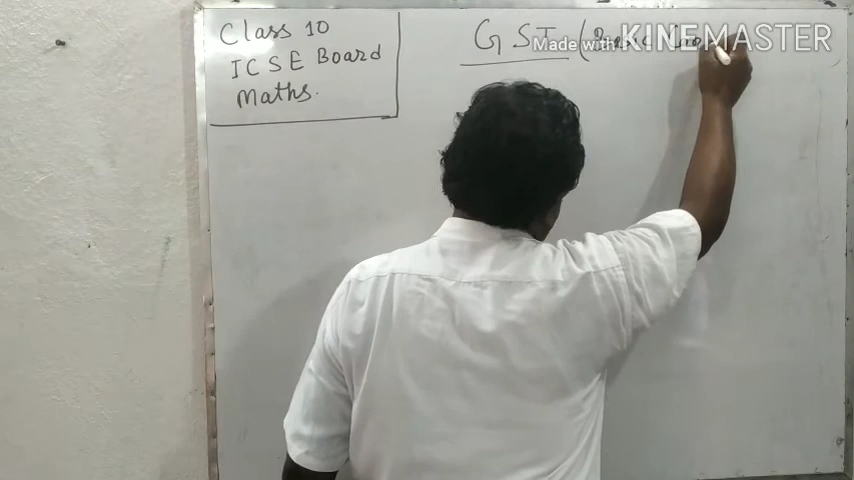 Class 10
ICSE Board
Maths.
GST (
Made with KINEMASTER